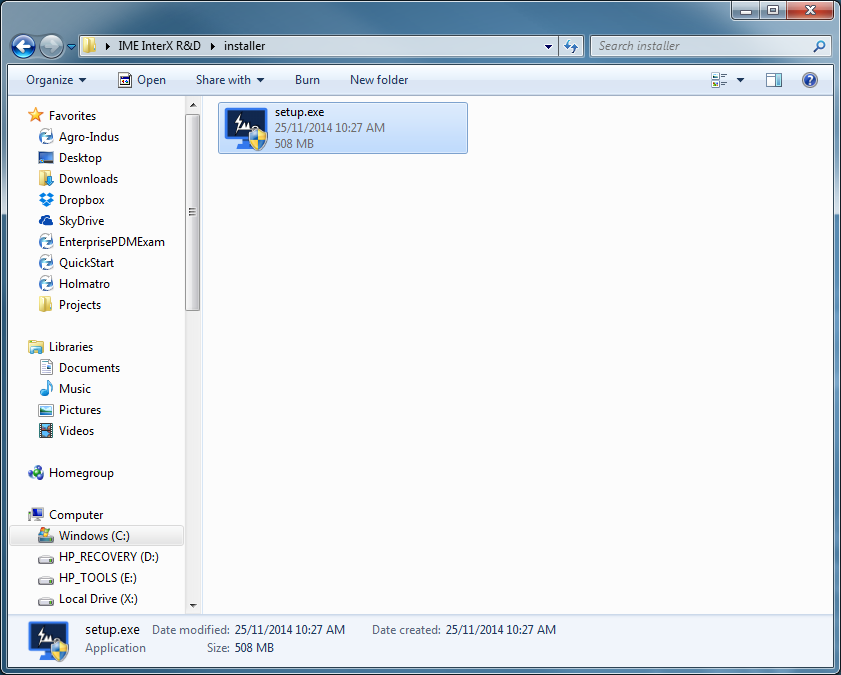 IME InterX R&D installer
Search installer
Organize Open Share with Burn New folder
Favorites
Agro-Indus
Desktop
Downloads
Dropbox
SkyDrive
EnterprisePDMExam
QuickStart
Holmatro
Projects
Libraries
Documents
Music
Pictures
Videos
Homegroup
Computer
Windows (C:)
HP_RECOVERY (D:)
HP_TOOLS (E:)
Local Drive (X:)
setup.exe
25/11/2014 10:27 AM
508 MB
setup.exe Date modified: 25/11/2014 10:27 AM Date created: 25/11/2014 10:27 AM
Application Size: 508 MB